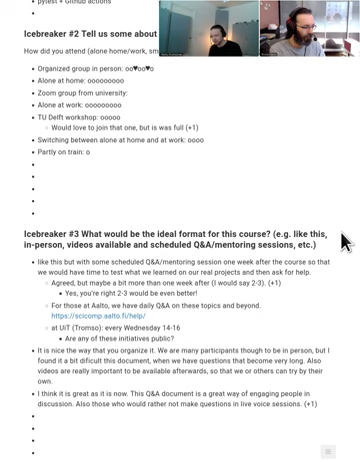 pytest + Github actions
Icebreaker #2 Tell us some about
How did you attend (alone home/work, sm
Organized group in person: oo♥oo♥o
Alone at home: ooooooooo
Zoom group from university:
Alone at work: ooooooooo
TU Delft workshop: ooooo
Would love to join that one, but is was full (+1)
Switching between alone at home and at work: oooo
Partly on train: o
Icebreaker #3 What would be the ideal format for this course? (e.g. like this,
in-person, videos available and scheduled Q&A/mentoring sessions, etc.)
like this but with some scheduled Q&A/mentoring session one week after the course so that
we would have time to test what we learned on our real projects and then ask for help.
Agreed, but maybe a bit more than one week after (I would say 2-3). (+1)
Yes, you're right 2-3 would be even better!
For those at Aalto, we have daily Q&A on these topics and beyond.
https://scicomp.aalto.fi/help/
at UiT (Tromso): every Wednesday 14-16
Are any of these initiatives public?
It is nice the way that you organize it. We are many participants though to be in person, but I
found it a bit dificult this document, when we have questions that become very long. Also
videos are really important to be available afterwards, so that we or others can try by their
own.
I think it is great as it is now. This Q&A document is a great way of engaging people in
discussion. Also those who would rather not make questions in live voice sessions. (+1)